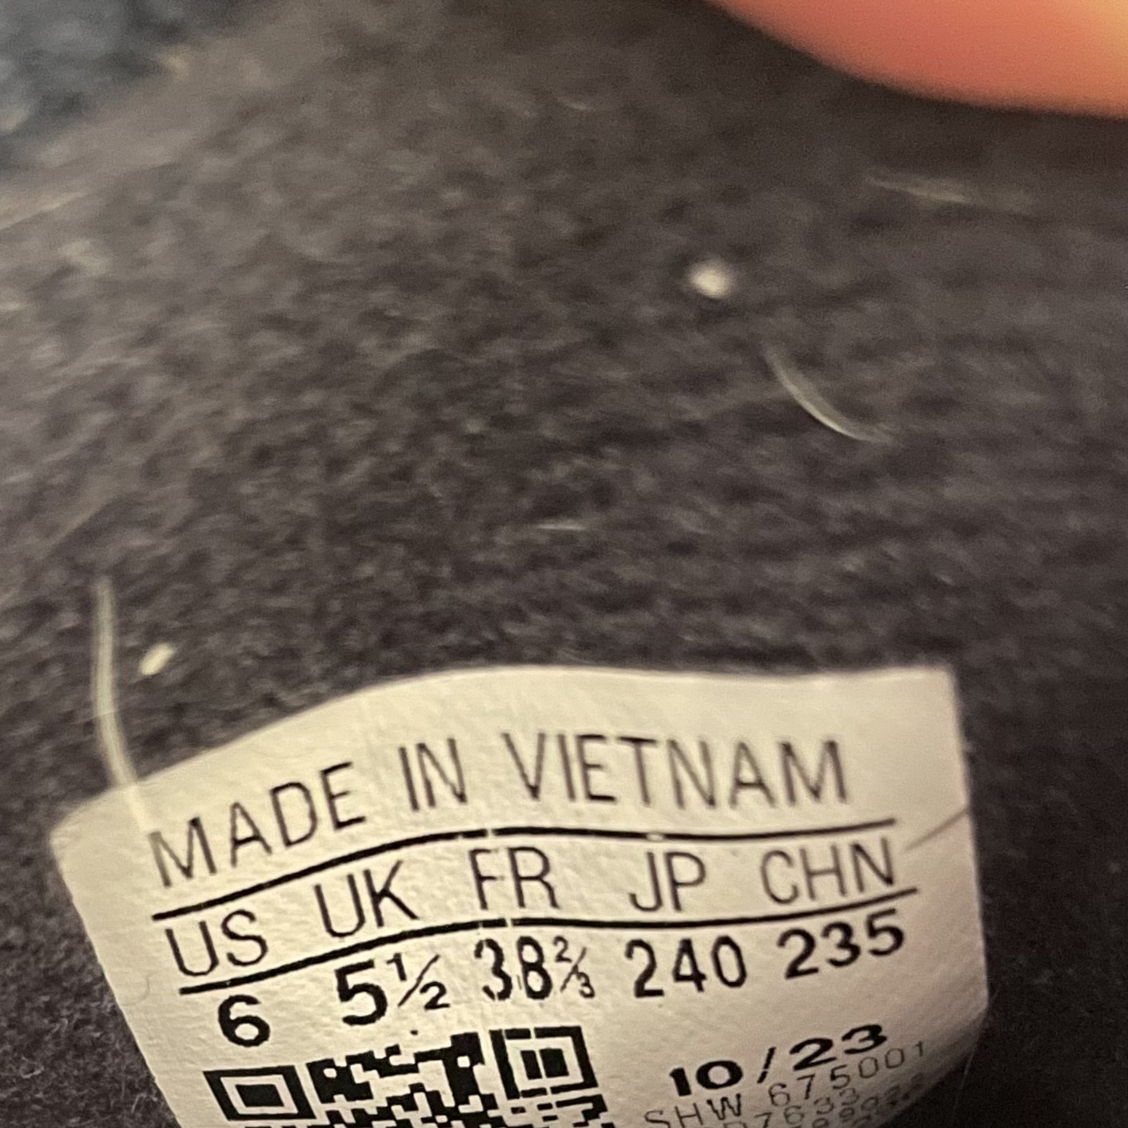 MADE IN VIETNAM
US UK FR JP CHN
6 5½ 38⅔ 240 235
10/23
SHW 675001